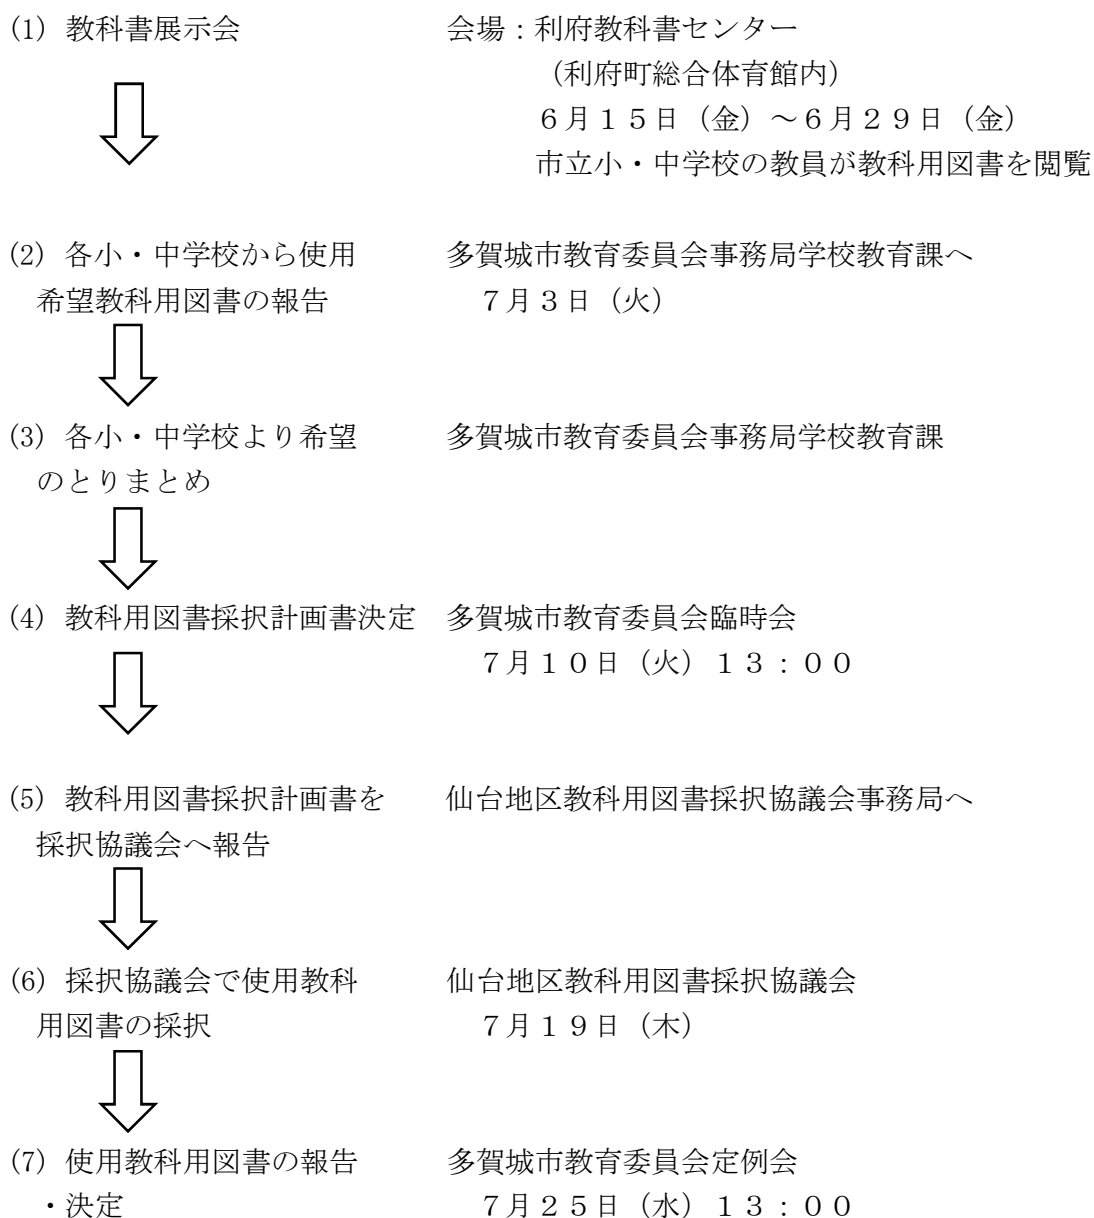 (1) 教科書展示会　会場：利府教科書センター
（利府町総合体育館内）
６月１５日（金）～６月２９日（金）
市立小・中学校の教員が教科用図書を閲覧
(2) 各小・中学校から使用　多賀城市教育委員会事務局学校教育課へ
希望教科用図書の報告　７月３日（火）
(3) 各小・中学校より希望　多賀城市教育委員会事務局学校教育課
のとりまとめ
(4) 教科用図書採択計画書決定　多賀城市教育委員会臨時会
７月１０日（火）１３：００
(5) 教科用図書採択計画書を　仙台地区教科用図書採択協議会事務局へ
採択協議会へ報告
(6) 採択協議会で使用教科　仙台地区教科用図書採択協議会
用図書の採択　７月１９日（木）
(7) 使用教科用図書の報告　多賀城市教育委員会定例会
・決定　７月２５日（水）１３：００